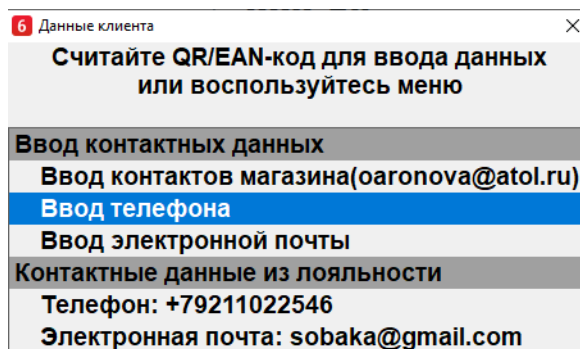 6 Данные клиента
Считайте QR/EAN-код для ввода данных
или воспользуйтесь меню
Ввод контактных данных
Ввод контактов магазина(oaronova@atol.ru)
Ввод телефона
Ввод электронной почты
Контактные данные из лояльности
Телефон: +79211022546
Электронная почта: sobaka@gmail.com